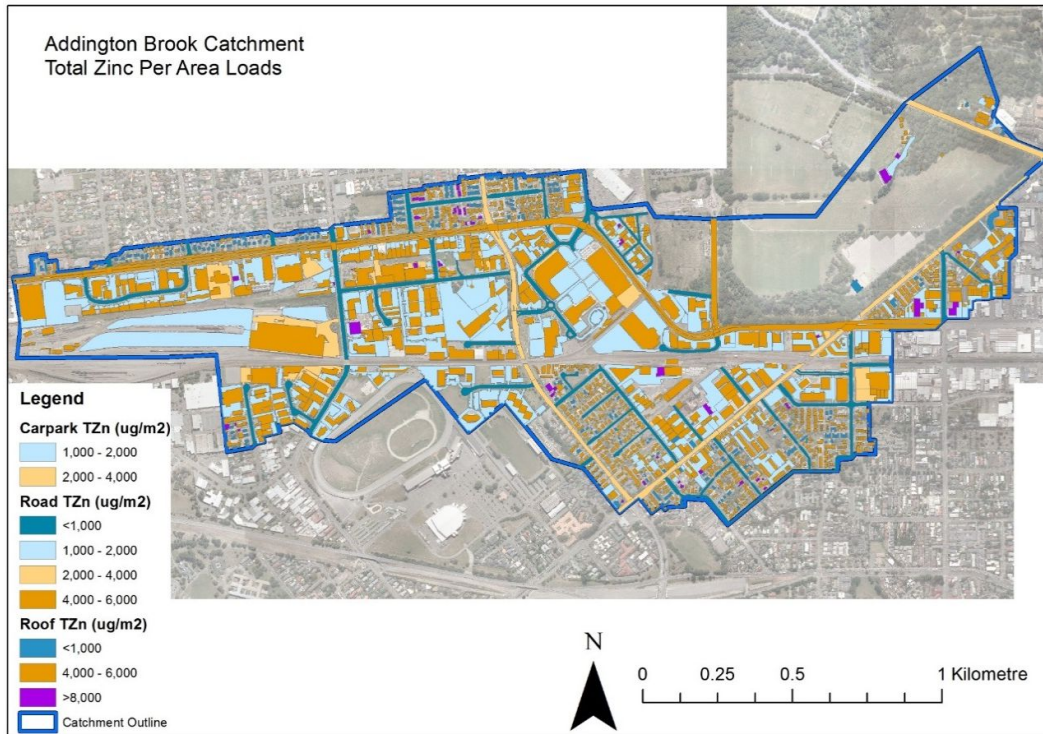 Addington Brook Catchment
Total Zinc Per Area Loads
Legend
Carpark TZn (ug/m2)
1,000 - 2,000
2,000 - 4,000
Road TZn (ug/m2)
<1,000
1,000 - 2,000
2,000 - 4,000
4,000 - 6,000
Roof TZn (ug/m2)
<1,000
4,000 - 6,000
>8,000
Catchment Outline
N
0 0.25 0.5 1 Kilometre